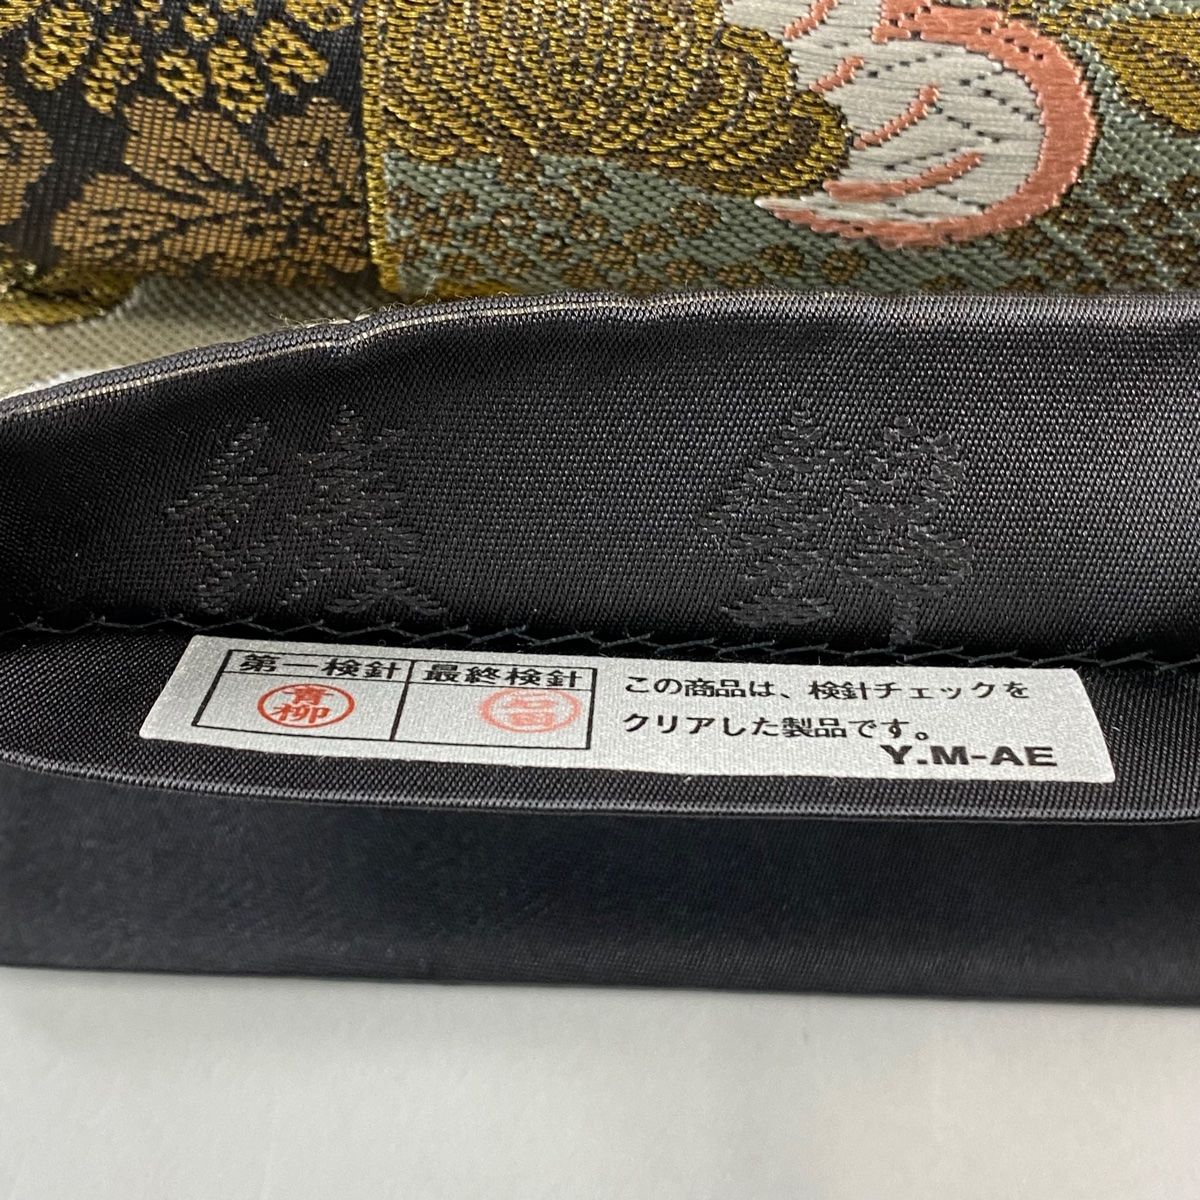 第一検針 最終検針
青柳
この商品は、検針チェックを
クリアした製品です。
Y.M-AE